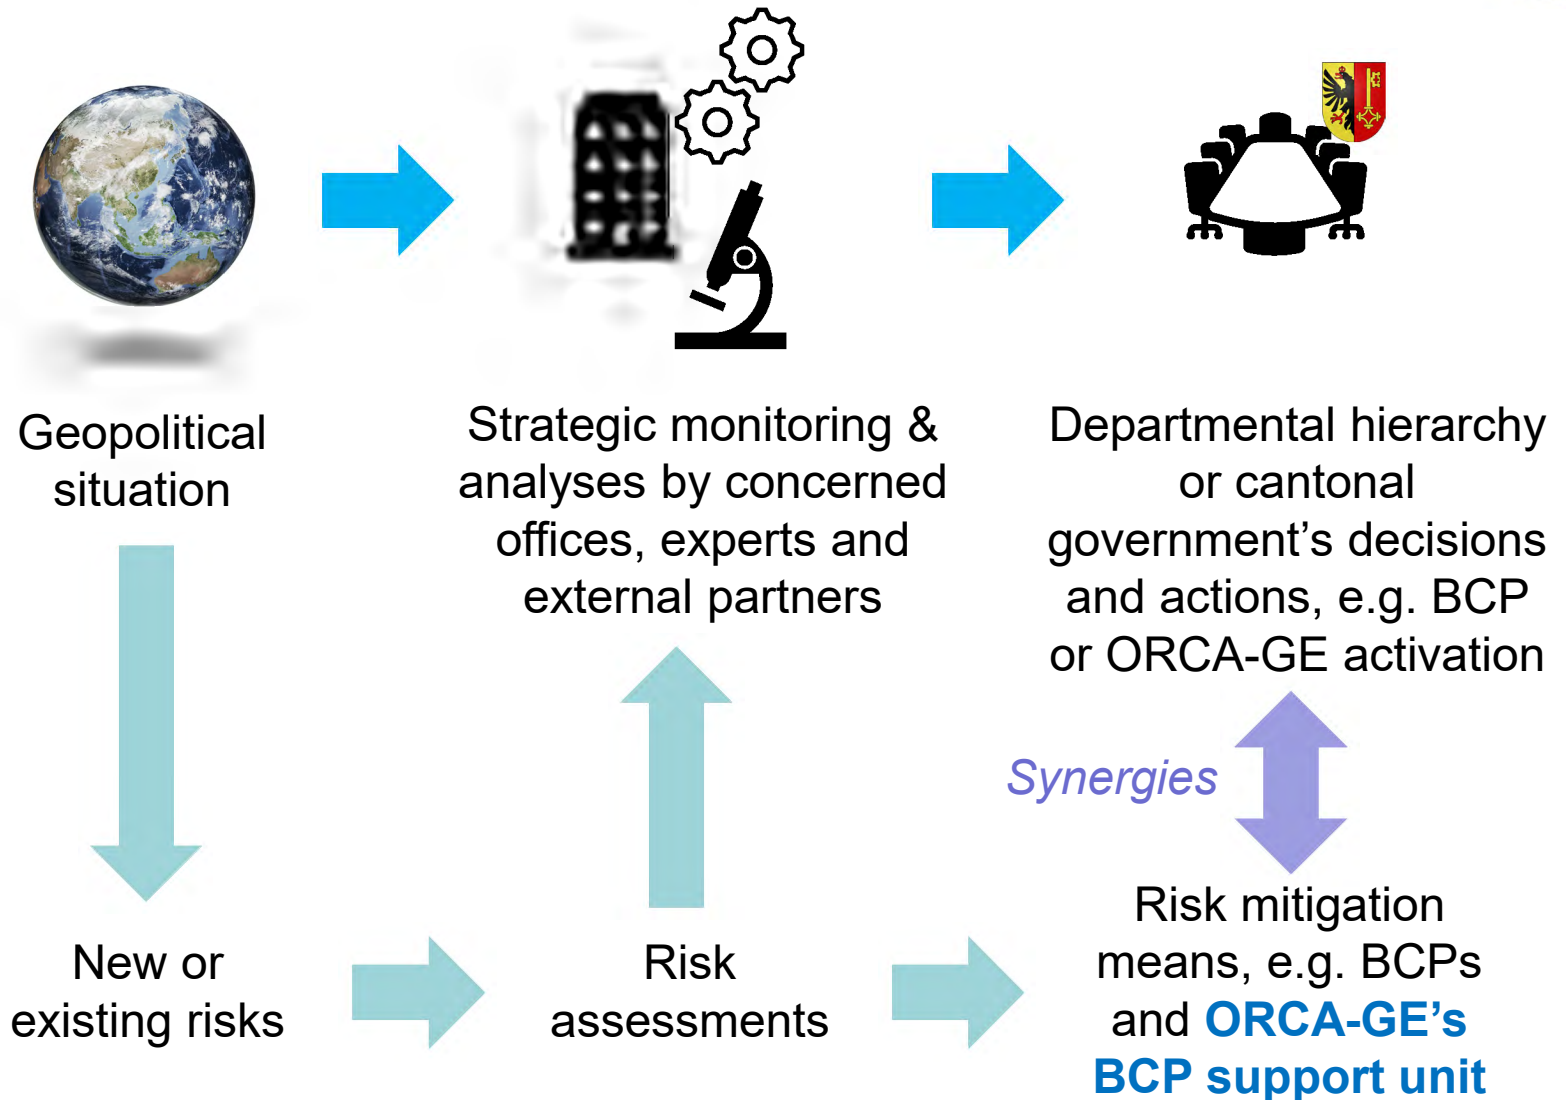 Geopolitical
situation
Strategic monitoring &
analyses by concerned
offices, experts and
external partners
Departmental hierarchy
or cantonal
government’s decisions
and actions, e.g. BCP
or ORCA-GE activation
Synergies
New or
existing risks
Risk
assessments
Risk mitigation
means, e.g. BCPs
and ORCA-GE’s
BCP support unit